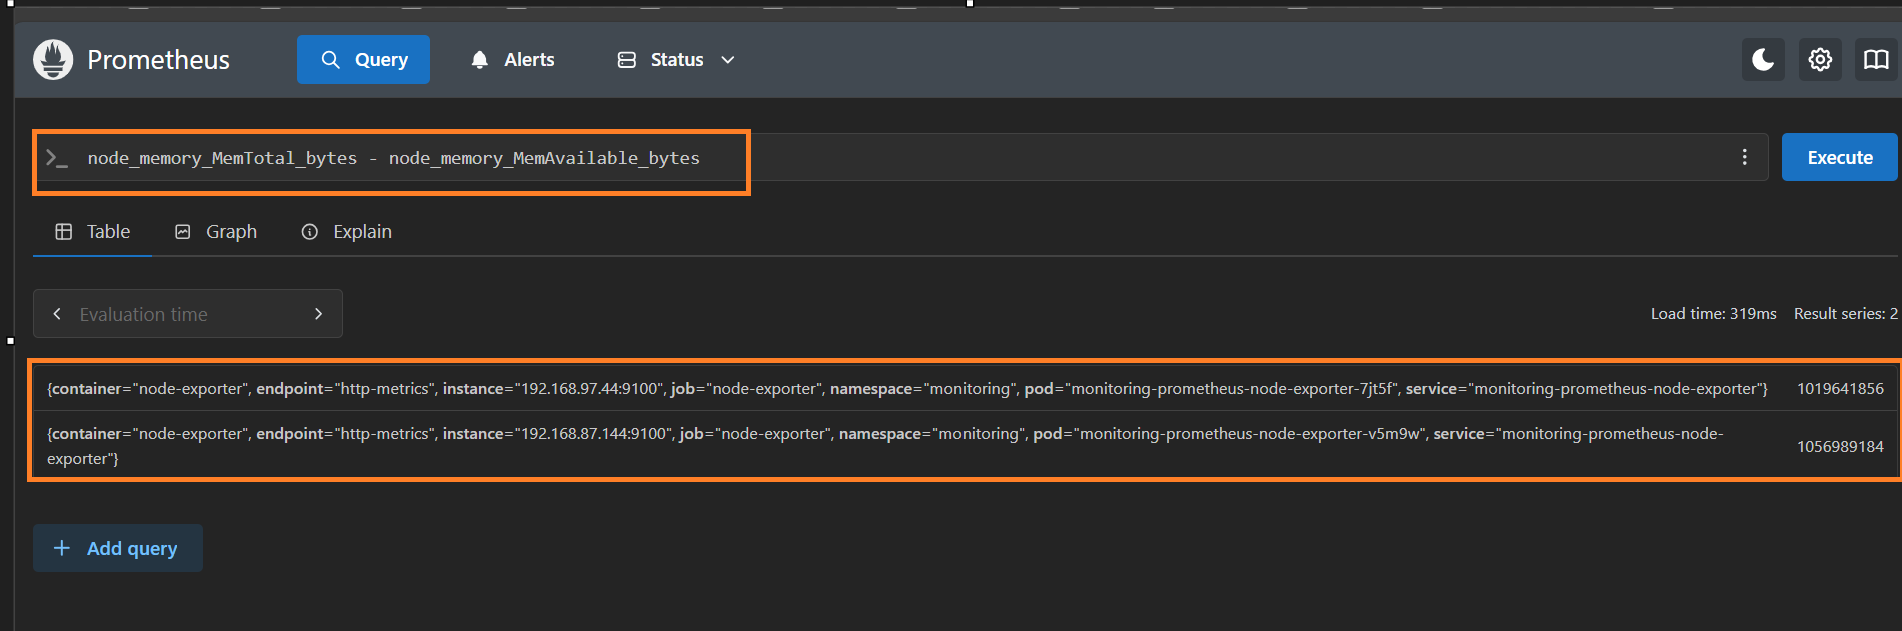 Prometheus Query Alerts Status
>_ node_memory_MemTotal_bytes - node_memory_MemAvailable_bytes Execute
Table Graph Explain
Evaluation time Load time: 319ms Result series: 2
{container="node-exporter", endpoint="http-metrics", instance="192.168.97.44:9100", job="node-exporter", namespace="monitoring", pod="monitoring-prometheus-node-exporter-7jt5f", service="monitoring-prometheus-node-exporter"} 1019641856
{container="node-exporter", endpoint="http-metrics", instance="192.168.87.144:9100", job="node-exporter", namespace="monitoring", pod="monitoring-prometheus-node-exporter-v5m9w", service="monitoring-prometheus-node-
exporter"} 1056989184
+ Add query